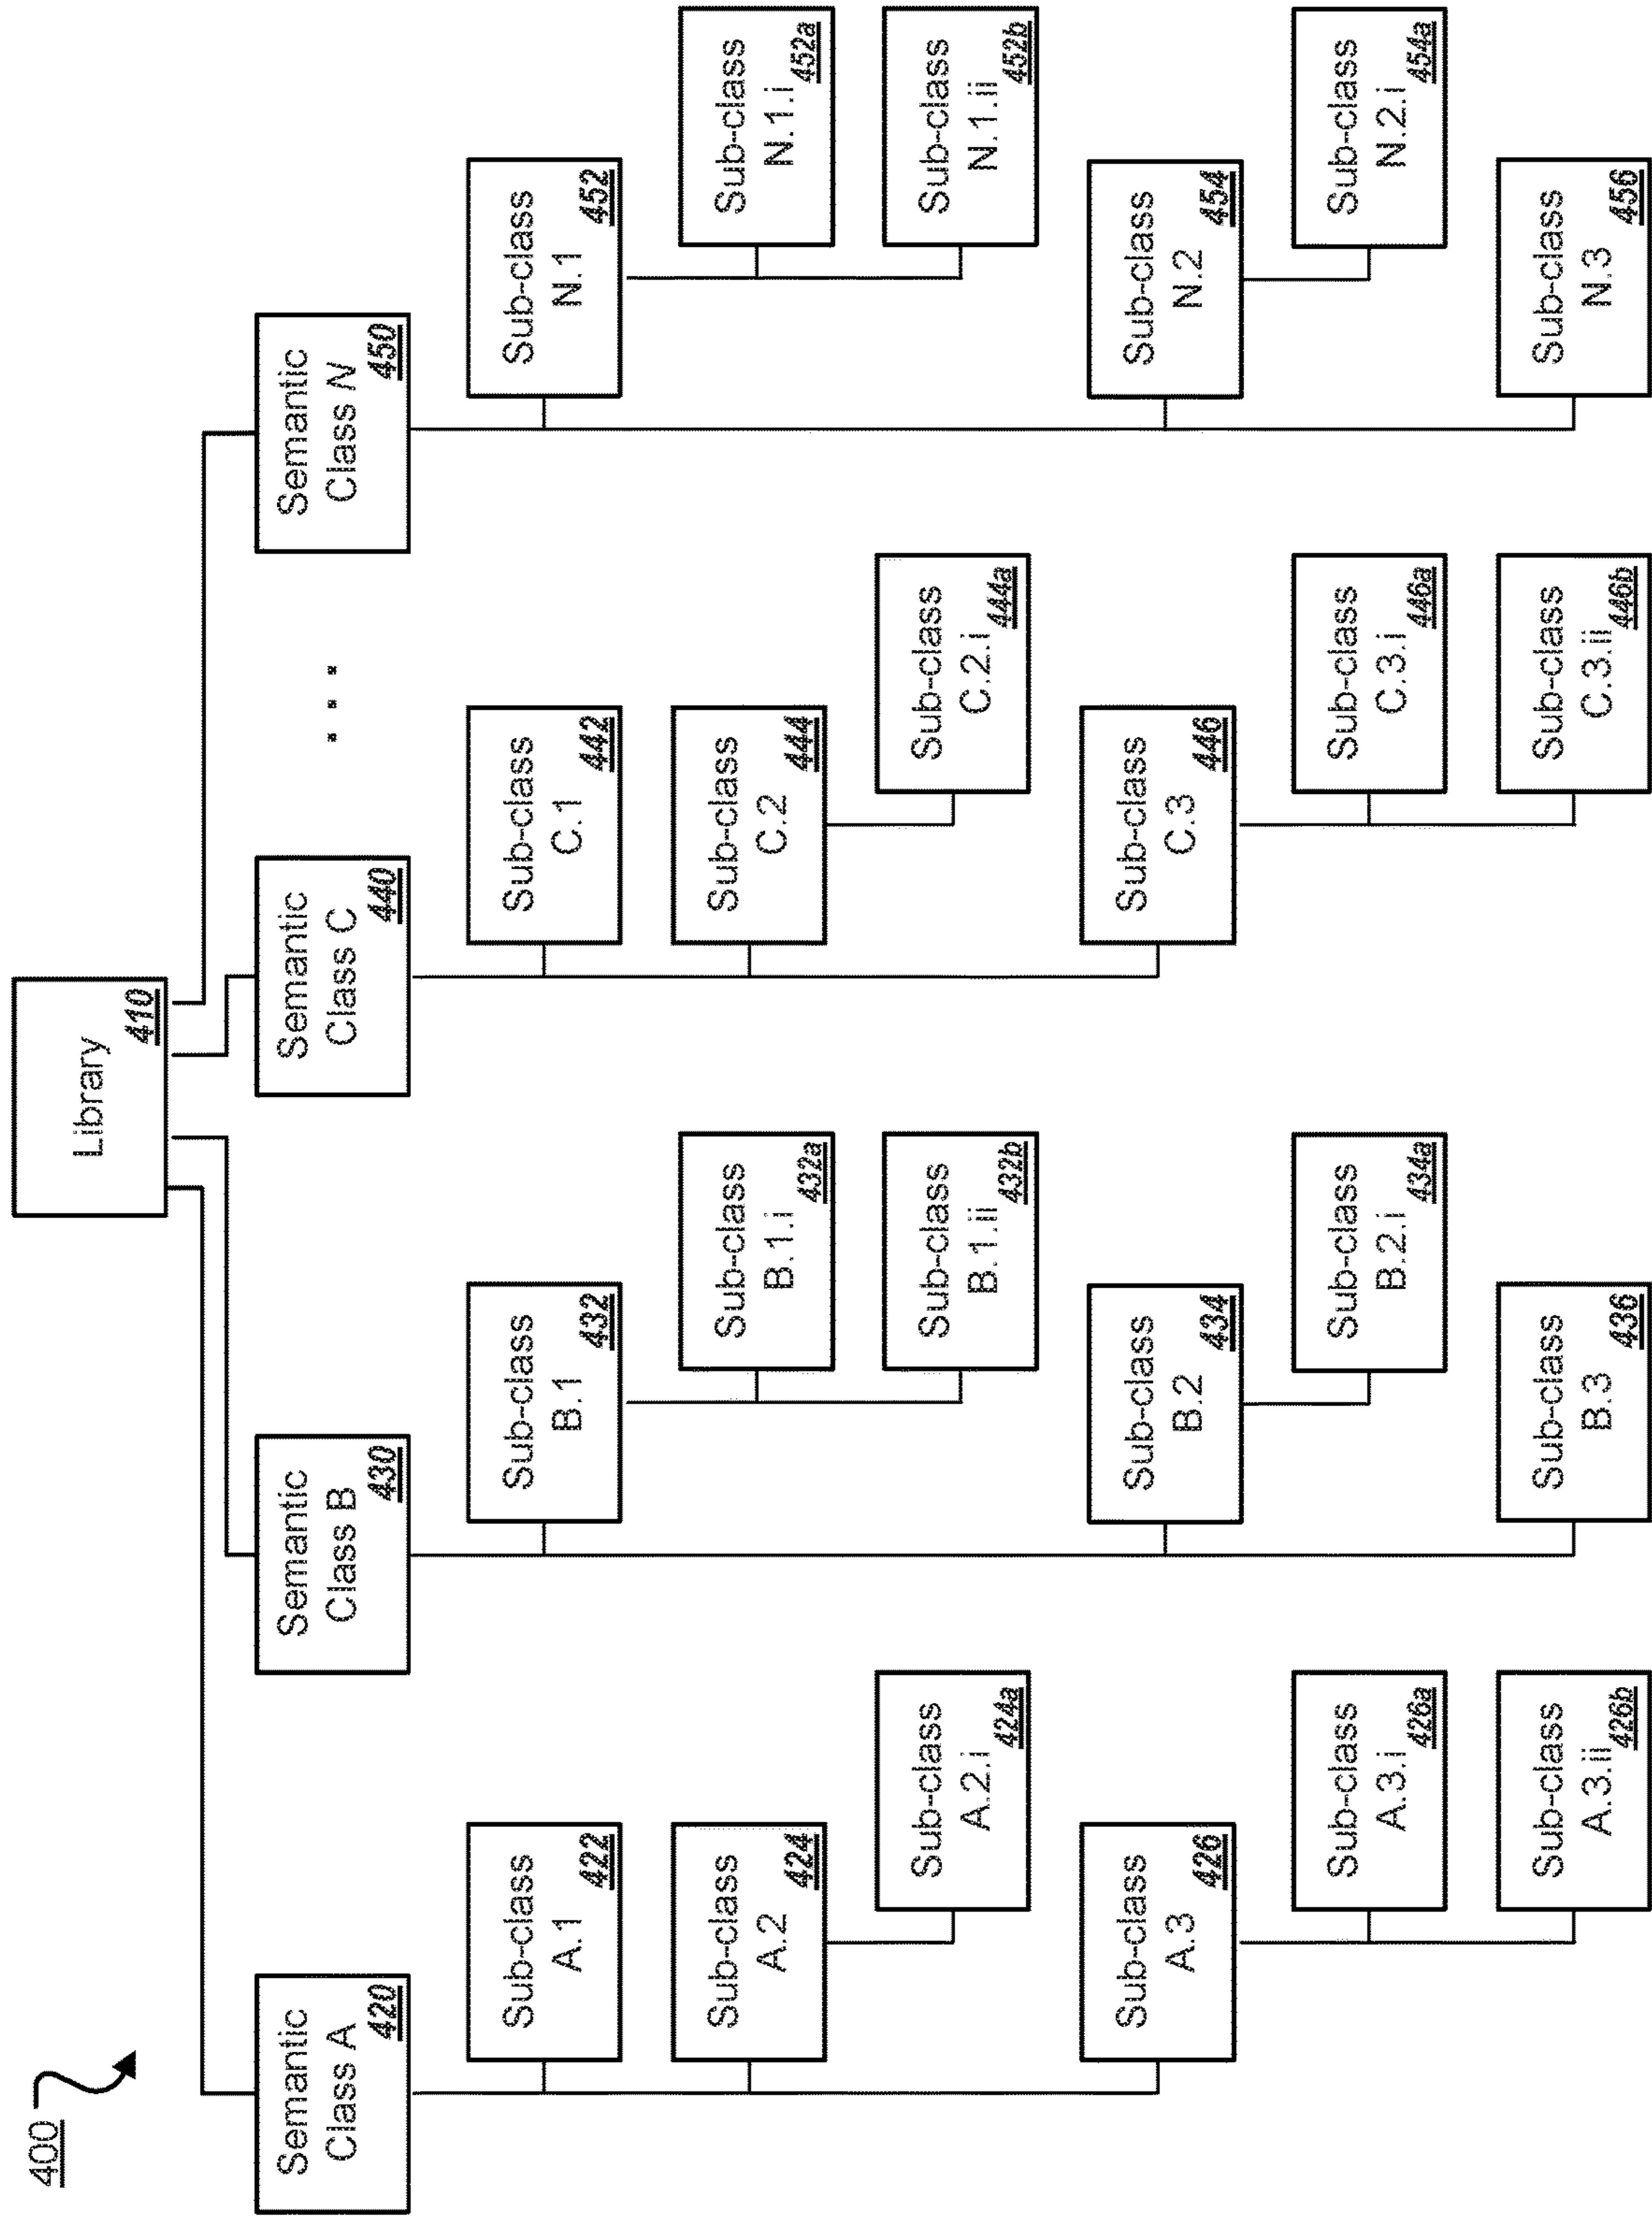 400
Library
410
Semantic
Class A
420
Sub-class
A.1
422
Sub-class
A.2
424
Sub-class
A.2.i
424a
Sub-class
A.3
426
Sub-class
A.3.i
426a
Sub-class
A.3.ii
426b
Semantic
Class B
430
Sub-class
B.1
432
Sub-class
B.1.i
432a
Sub-class
B.1.ii
432b
Sub-class
B.2
434
Sub-class
B.2.i
434a
Sub-class
B.3
436
Semantic
Class C
440
Sub-class
C.1
442
Sub-class
C.2
444
Sub-class
C.2.i
444a
Sub-class
C.3
446
Sub-class
C.3.i
446a
Sub-class
C.3.ii
446b
...
Semantic
Class N
450
Sub-class
N.1
452
Sub-class
N.1.i
452a
Sub-class
N.1.ii
452b
Sub-class
N.2
454
Sub-class
N.2.i
454a
Sub-class
N.3
456